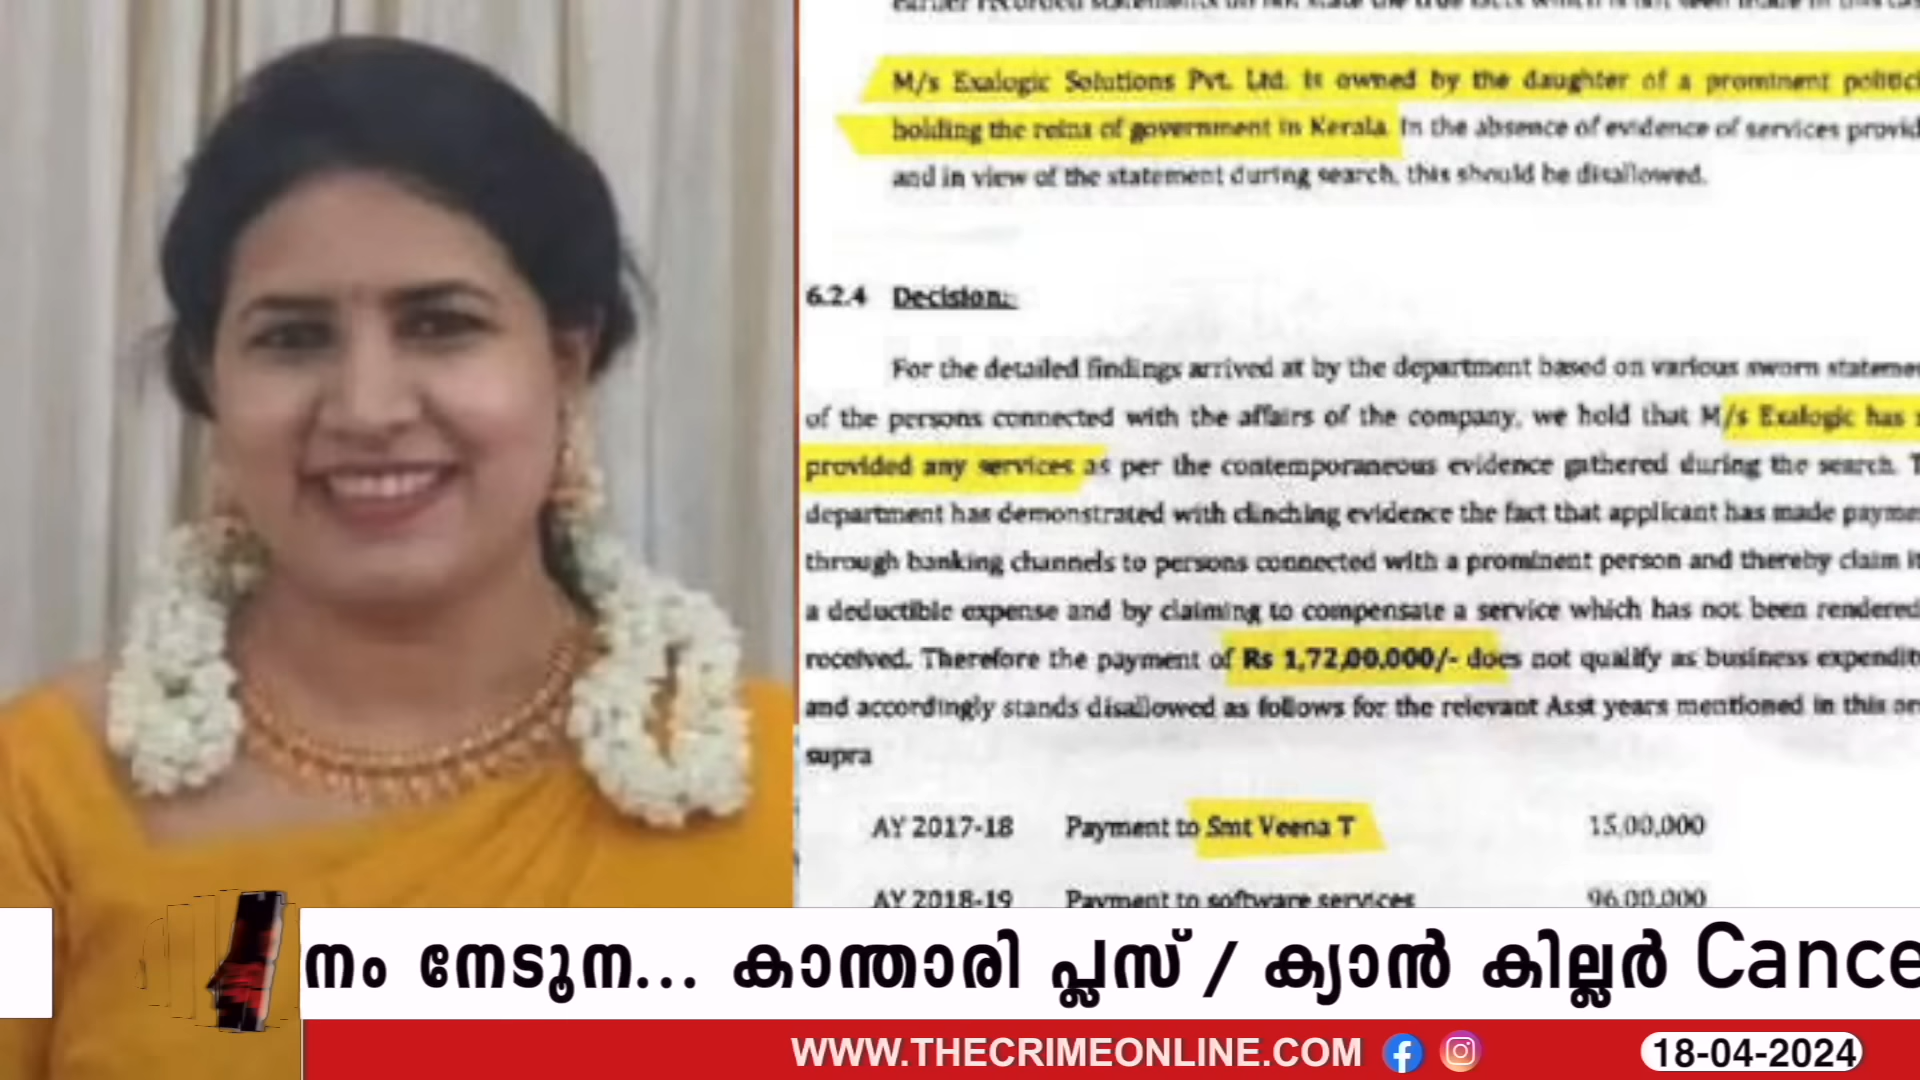 M/s Exalogic Solutions Pvt. Ltd. is owned by the daughter of a prominent
holding the reins of government in Kerala. In the absence of evidence of services
and in view of the statement during search, this should be disallowed.
6.2.4 Decision:
For the detailed findings arrived at by the department based on various sworn
of the persons connected with the affairs of the company, we hold that M/s Exalogic has
provided any services as per the contemporaneous evidence gathered during the search.
department has demonstrated with clinching evidence the fact that applicant has made
through banking channels to persons connected with a prominent person and thereby claim
a deductible expense and by claiming to compensate a service which has not been rendered
received. Therefore the payment of Rs 1,72,00,000/- does not qualify as business
and accordingly stands disallowed as follows for the relevant Asst years mentioned in this
supra
AY 2017-18 Payment to Smt Veena T 15,00,000
AY 2018-19 Payment to software services 96,00,000
നം നേടൂന... കാന്താരി പ്ലസ് / ക്യാൻ കില്ലർ Cance
WWW.THECRIMEONLINE.COM
18-04-2024